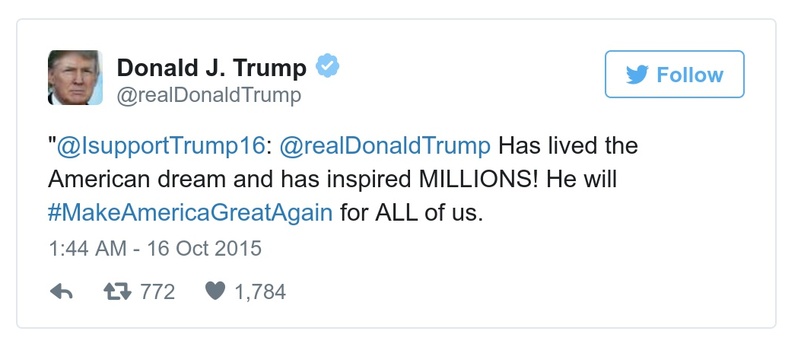 Donald J. Trump
@realDonaldTrump
Follow
"@IsupportTrump16: @realDonaldTrump Has lived the
American dream and has inspired MILLIONS! He will
#MakeAmericaGreatAgain for ALL of us.
1:44 AM - 16 Oct 2015
772 1,784